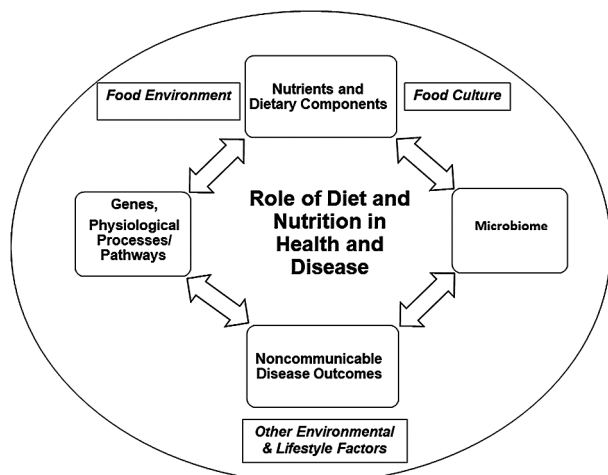 Nutrients and
Dietary Components
Food Environment
Food Culture
Genes,
Physiological
Processes/
Pathways
Role of Diet and
Nutrition in
Health and
Disease
Microbiome
Noncommunicable
Disease Outcomes
Other Environmental
& Lifestyle Factors